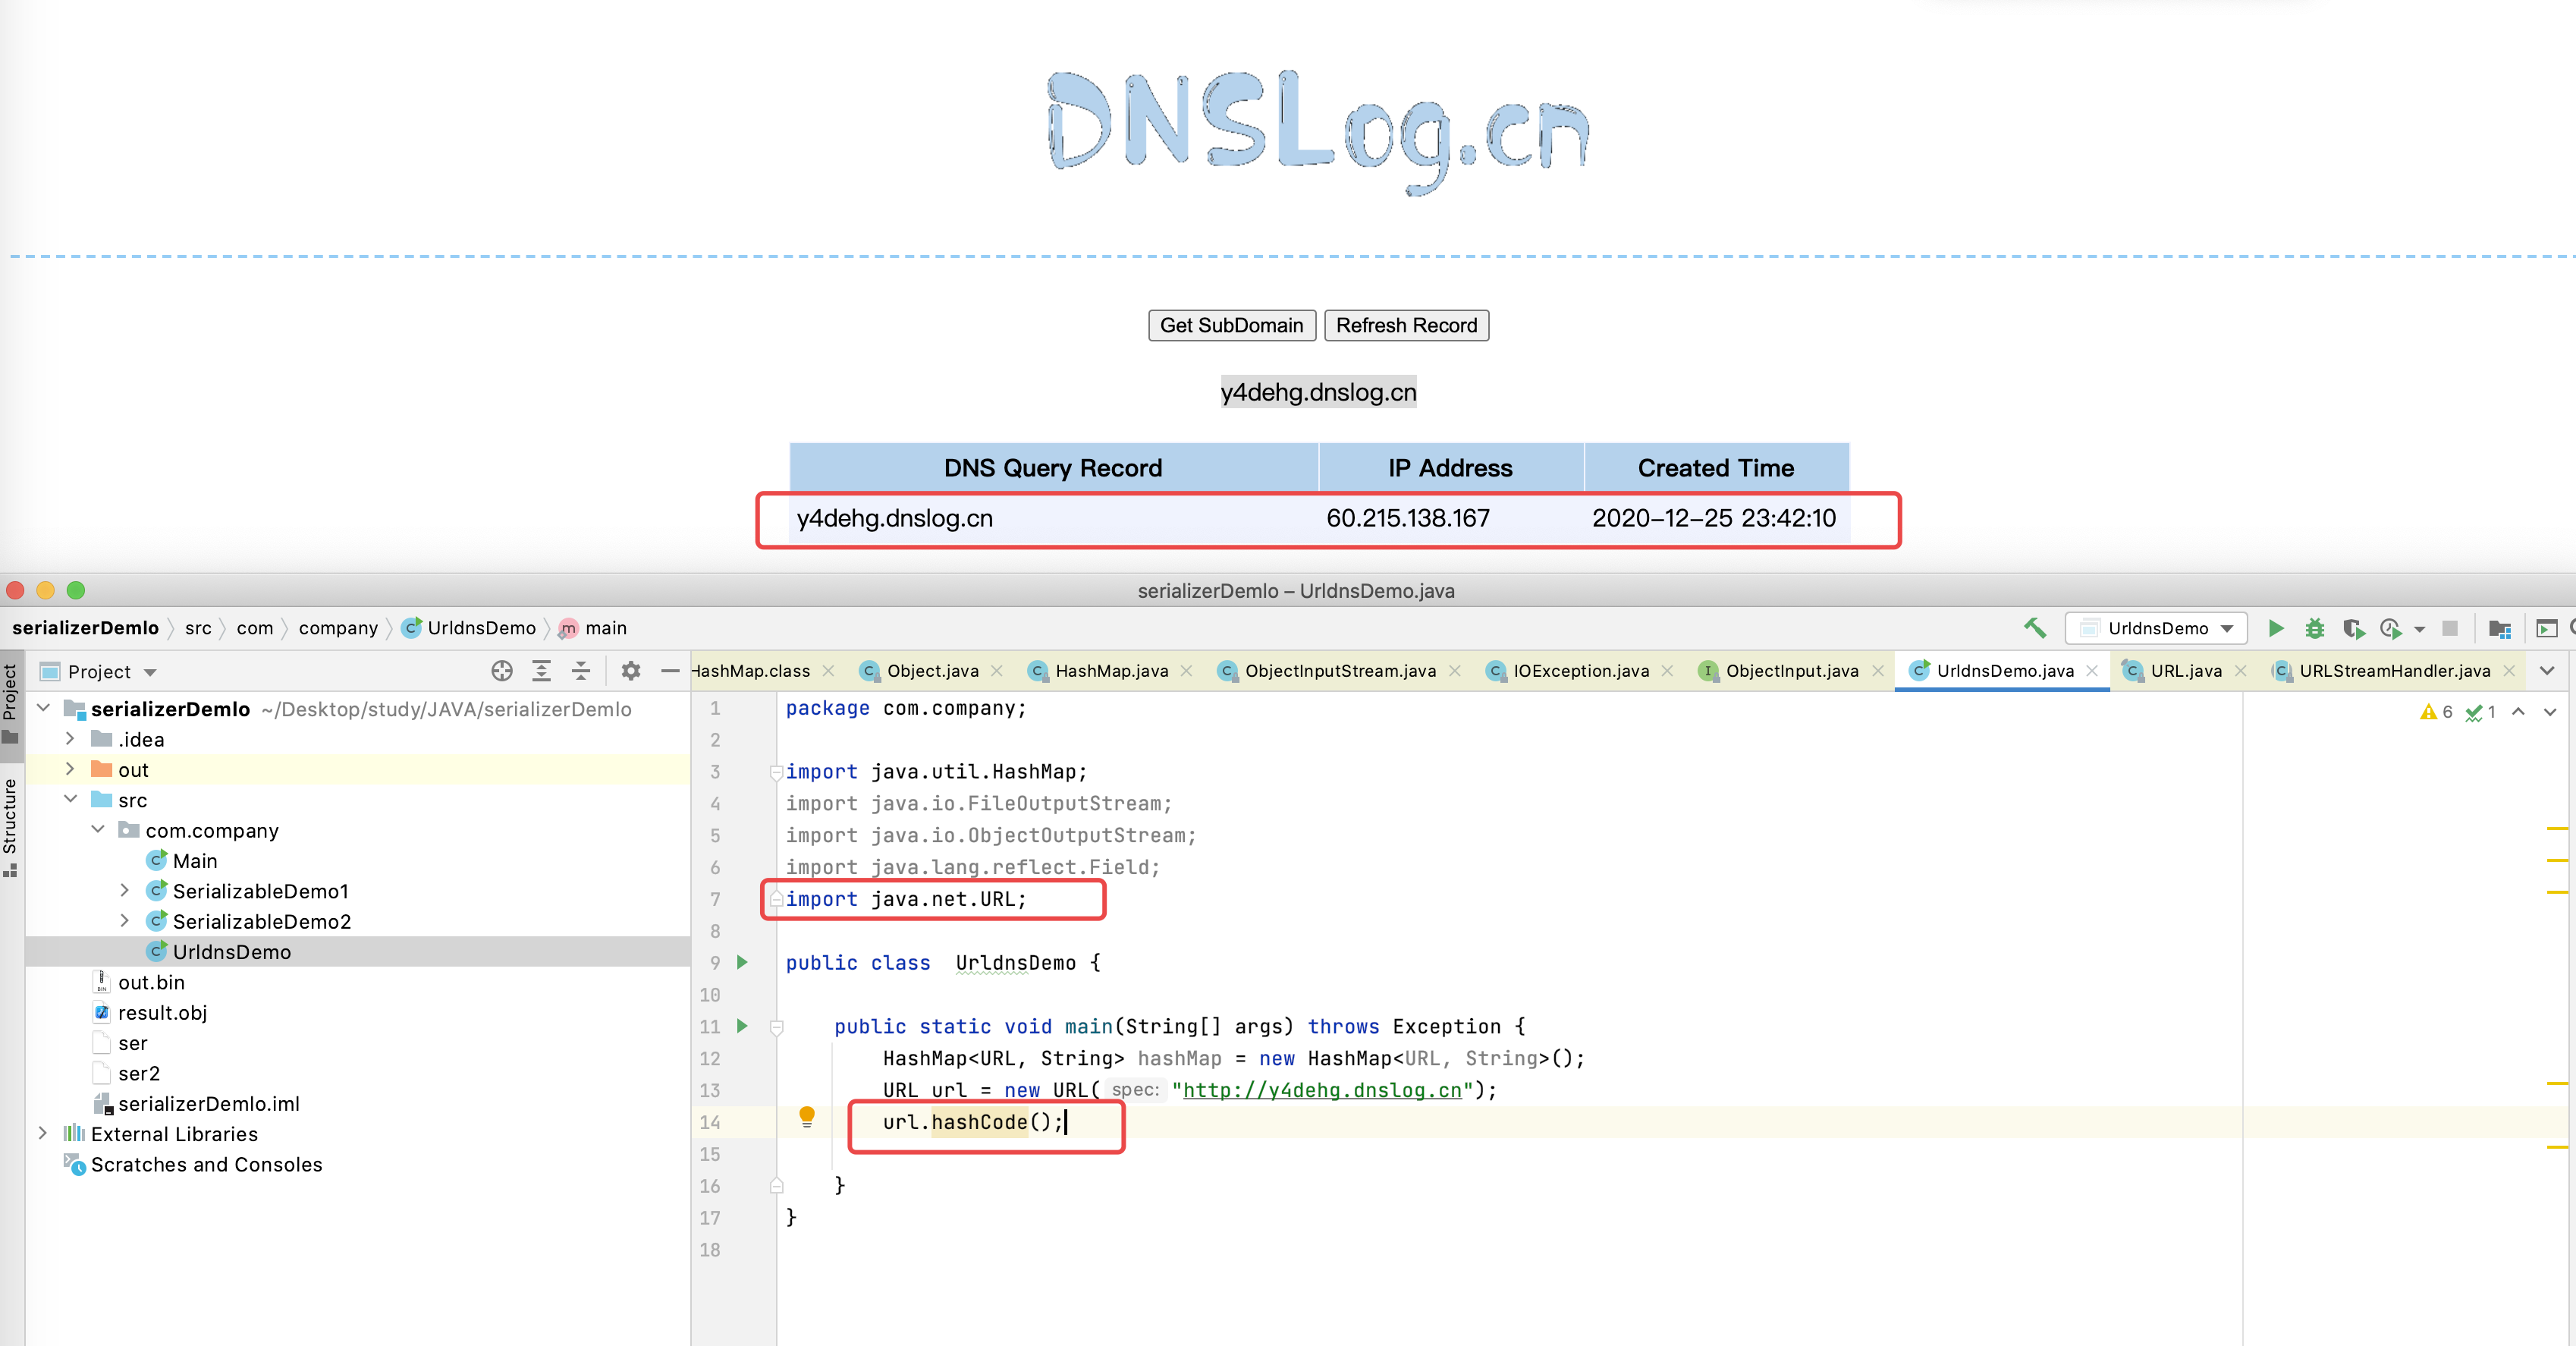 DNSLog.cn
Get SubDomain Refresh Record
y4dehg.dnslog.cn
DNS Query Record IP Address Created Time
y4dehg.dnslog.cn 60.215.138.167 2020-12-25 23:42:10
serializerDemlo – UrldnsDemo.java
serializerDemlo src com company UrldnsDemo main
UrldnsDemo
Project
HashMap.class Object.java HashMap.java ObjectInputStream.java IOException.java ObjectInput.java UrldnsDemo.java URL.java URLStreamHandler.java
Project
Structure
serializerDemlo ~/Desktop/study/JAVA/serializerDemlo
.idea
out
src
com.company
Main
SerializableDemo1
SerializableDemo2
UrldnsDemo
out.bin
result.obj
ser
ser2
serializerDemlo.iml
External Libraries
Scratches and Consoles
6 1
1 package com.company;
2
3 import java.util.HashMap;
4 import java.io.FileOutputStream;
5 import java.io.ObjectOutputStream;
6 import java.lang.reflect.Field;
7 import java.net.URL;
8
9 public class  UrldnsDemo {
10
11 public static void main(String[] args) throws Exception {
12 HashMap<URL, String> hashMap = new HashMap<URL, String>();
13 URL url = new URL( spec: "http://y4dehg.dnslog.cn");
14 url.hashCode();
15
16 }
17 }
18